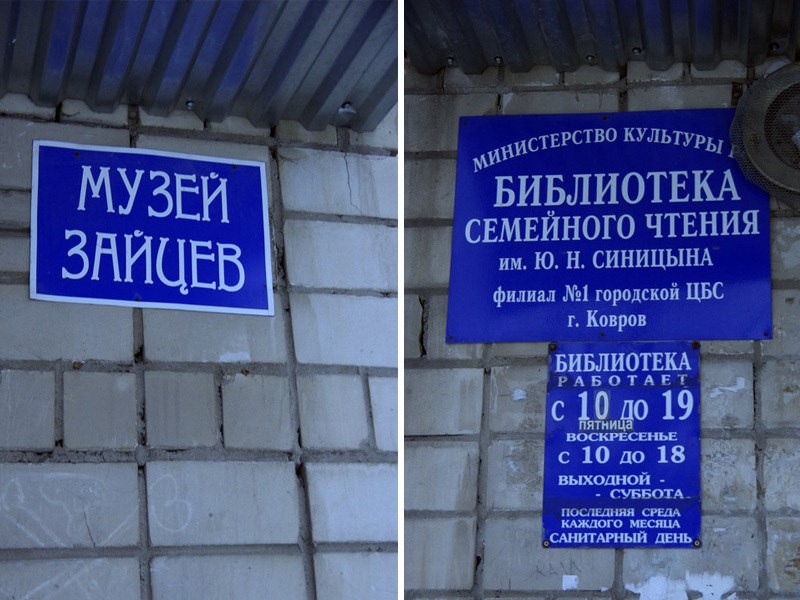 МУЗЕЙ
ЗАЙЦЕВ
МИНИСТЕРСТВО КУЛЬТУРЫ
БИБЛИОТЕКА
СЕМЕЙНОГО ЧТЕНИЯ
им. Ю. Н. СИНИЦЫНА
филиал №1 городской ЦБС
г. Ковров
БИБЛИОТЕКА
РАБОТАЕТ
С 10 ДО 19
ПЯТНИЦА
ВОСКРЕСЕНЬЕ
С 10 ДО 18
ВЫХОДНОЙ -
- СУББОТА
ПОСЛЕДНЯЯ СРЕДА
КАЖДОГО МЕСЯЦА
САНИТАРНЫЙ ДЕНЬ